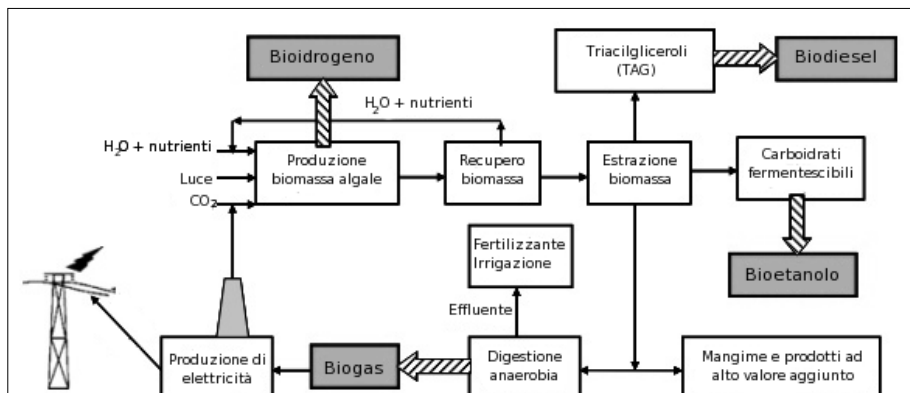 Bioidrogeno
Triacilgliceroli
(TAG)
Biodiesel
H₂O + nutrienti
H₂O + nutrienti
Luce
CO₂
Produzione
biomassa algale
Recupero
biomassa
Estrazione
biomassa
Carboidrati
fermentescibili
Fertilizzante
Irrigazione
Bioetanolo
Effluente
Produzione di
elettricità
Biogas
Digestione
anaerobia
Mangime e prodotti ad
alto valore aggiunto